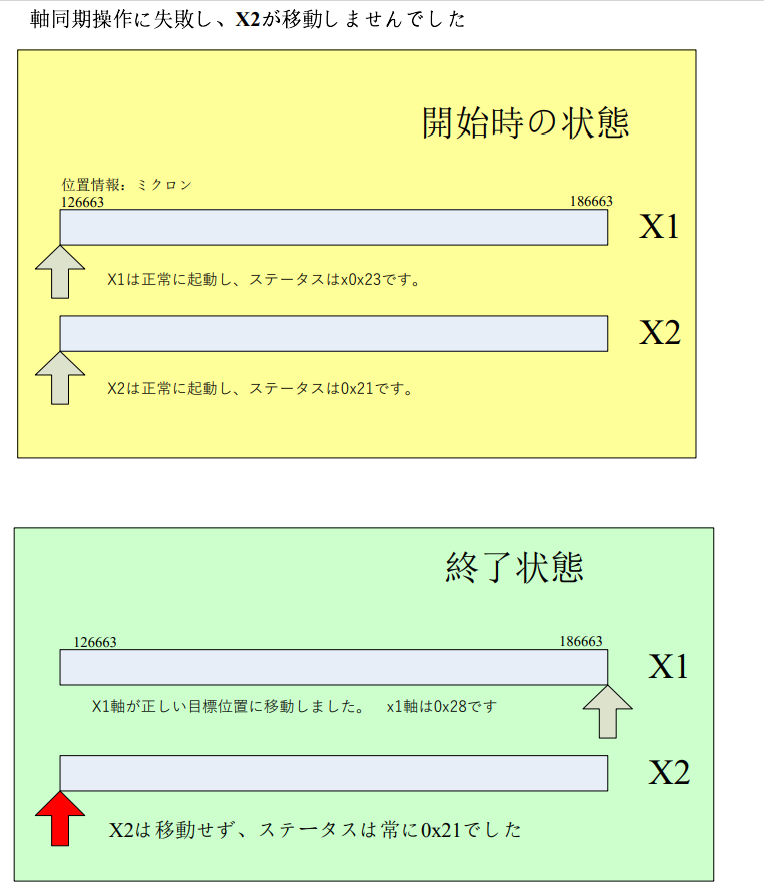 軸同期操作に失敗し、X2が移動しませんでした
開始時の状態
位置情報：ミクロン
126663
186663
X1
X1は正常に起動し、ステータスはx0x23です。
X2
X2は正常に起動し、ステータスは0x21です。
終了状態
126663
186663
X1
X1軸が正しい目標位置に移動しました。　x1軸は0x28です
X2
X2は移動せず、ステータスは常に0x21でした